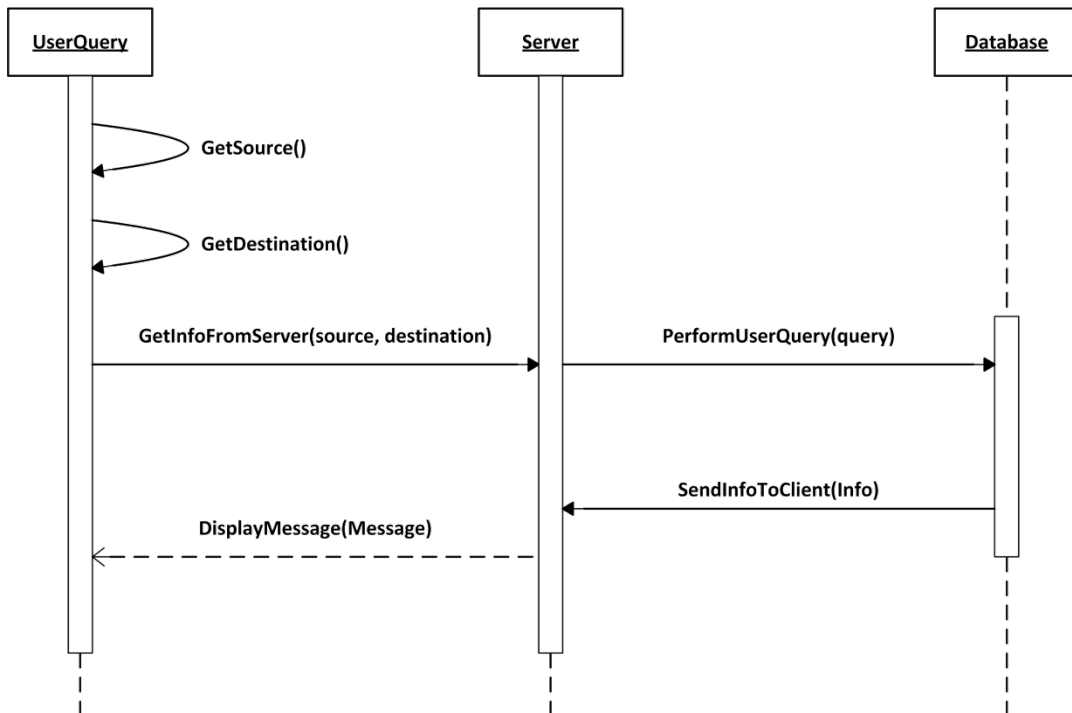 UserQuery
Server
Database
GetSource()
GetDestination()
GetInfoFromServer(source, destination)
PerformUserQuery(query)
SendInfoToClient(Info)
DisplayMessage(Message)